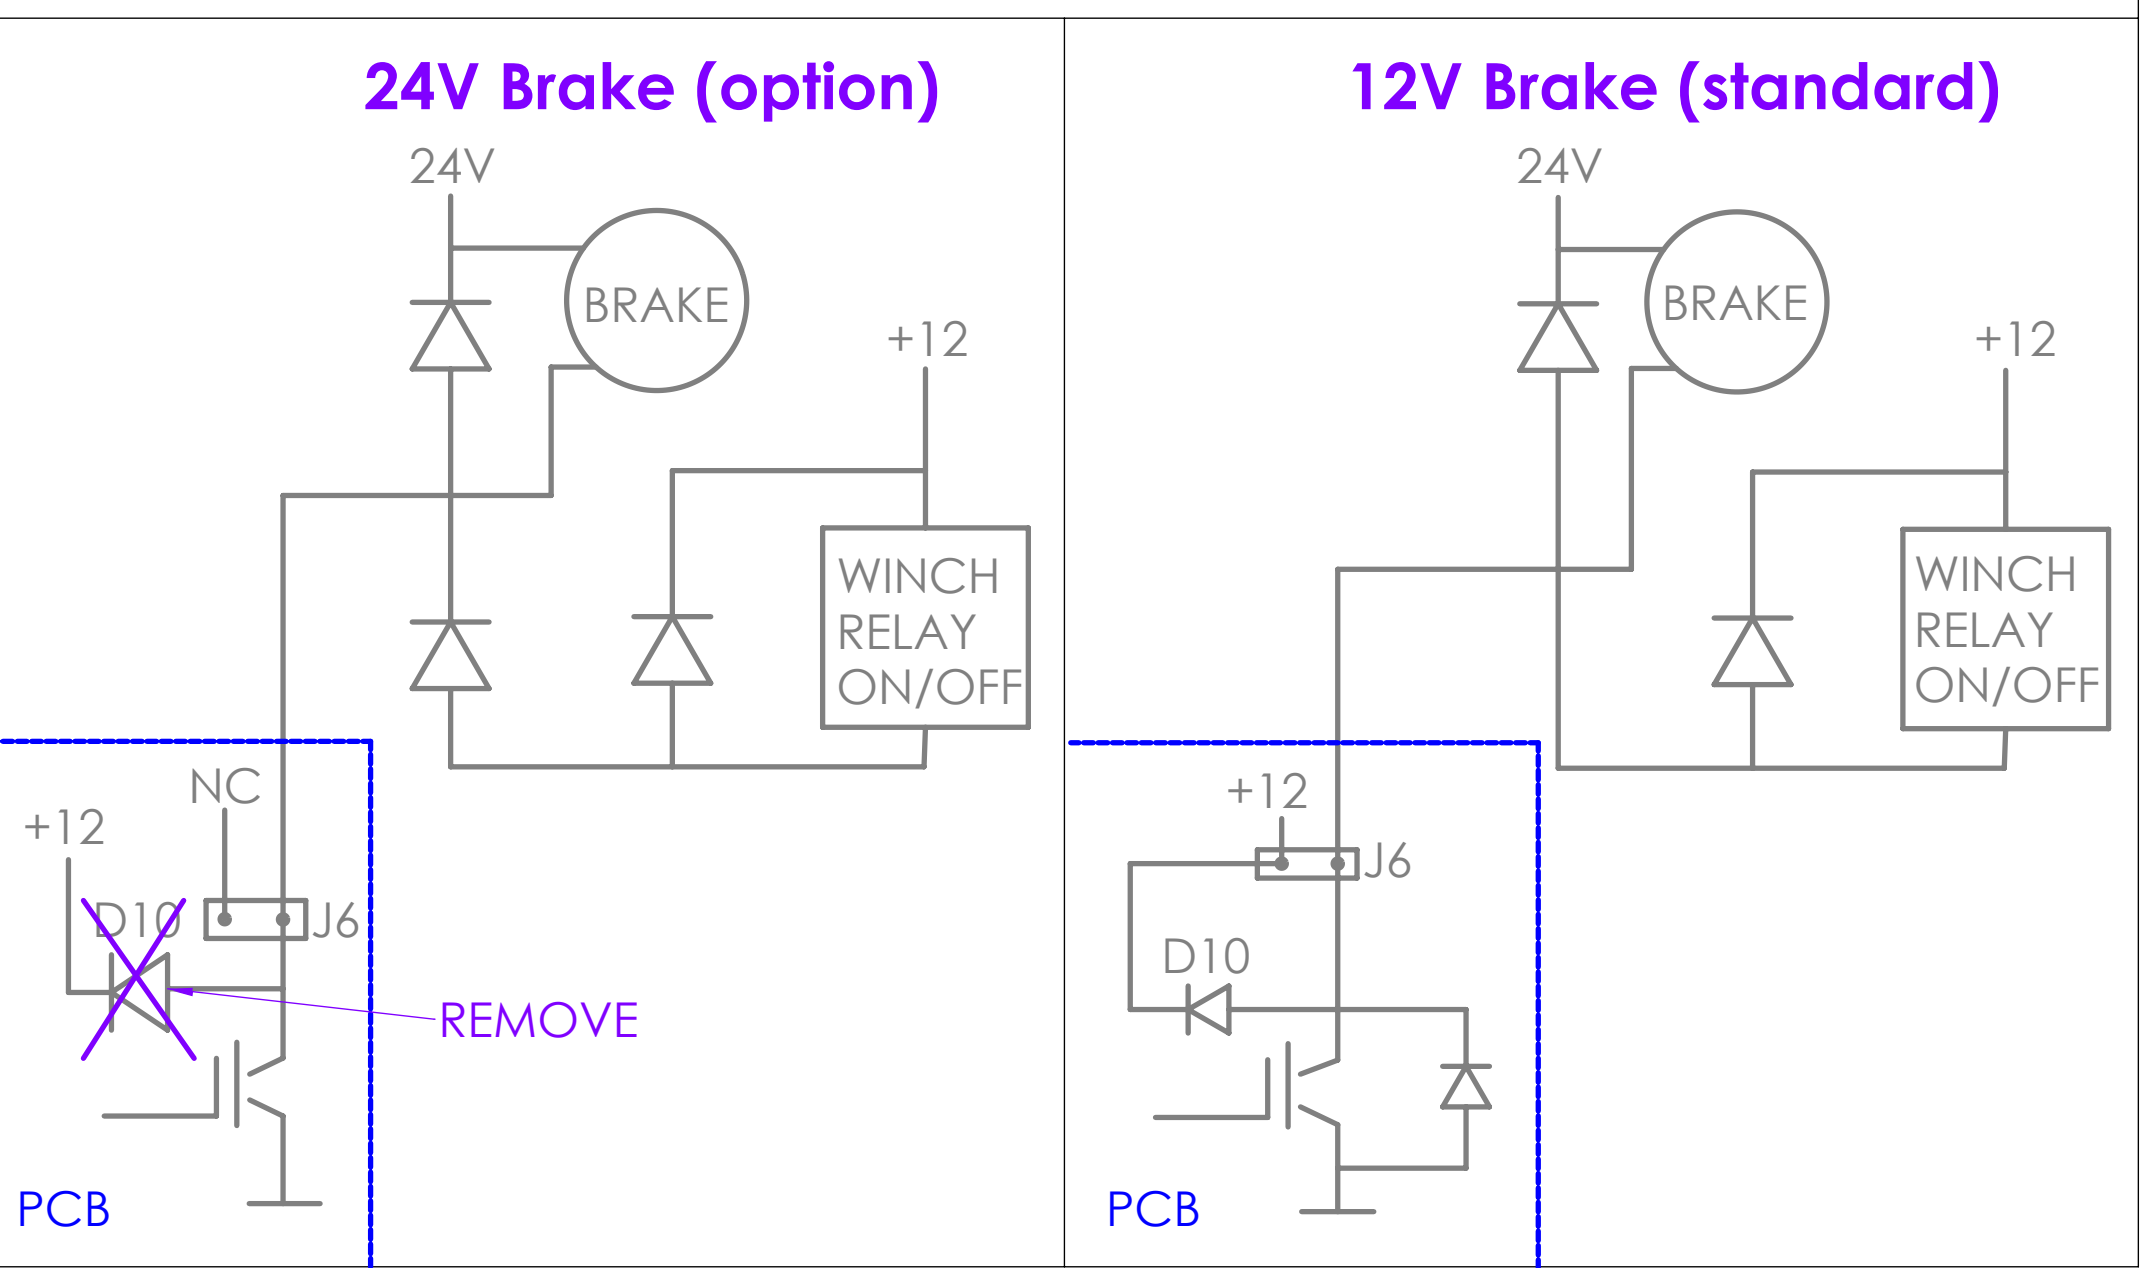 24V Brake (option)
24V
BRAKE
+12
WINCH
RELAY
ON/OFF
NC
+12
D10
J6
REMOVE
PCB
12V Brake (standard)
24V
BRAKE
+12
WINCH
RELAY
ON/OFF
+12
J6
D10
PCB